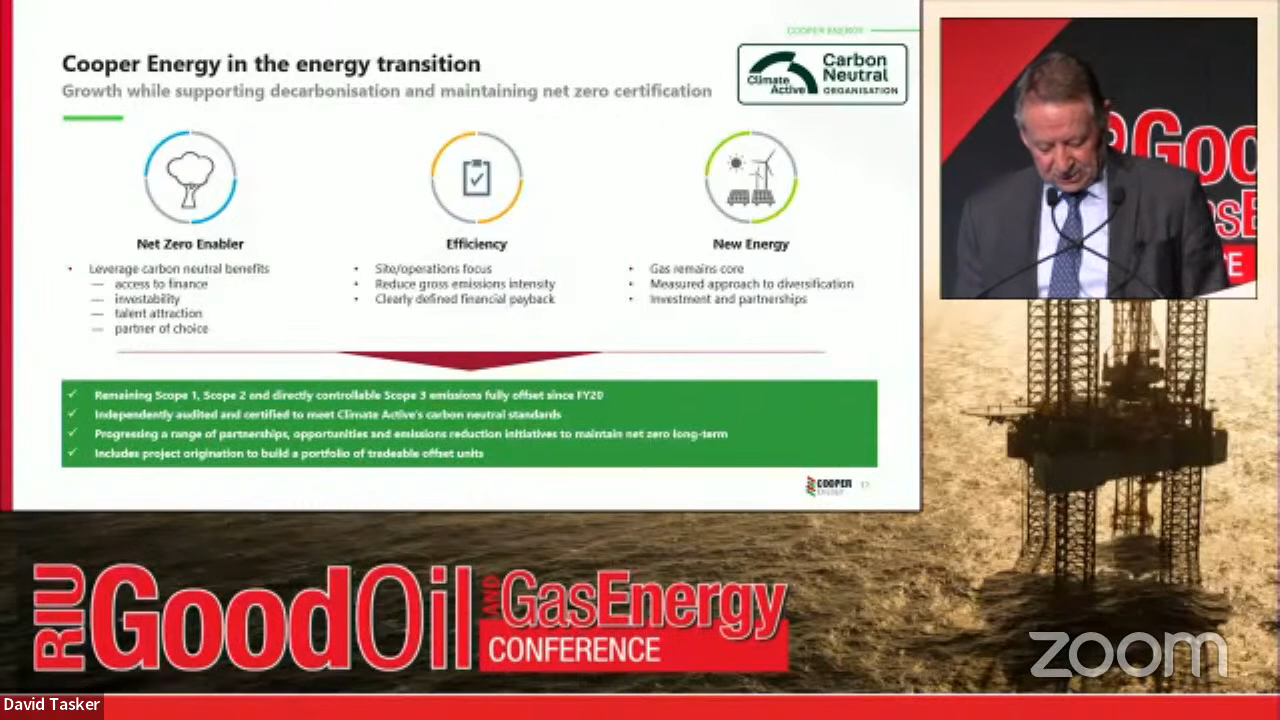 COOPER ENERGY
Cooper Energy in the energy transition
Growth while supporting decarbonisation and maintaining net zero certification
Climate
Active
Carbon
Neutral
ORGANISATION
Net Zero Enabler
• Leverage carbon neutral benefits
— access to finance
— investability
— talent attraction
— partner of choice
Efficiency
• Site/operations focus
• Reduce gross emissions intensity
• Clearly defined financial payback
New Energy
• Gas remains core
• Measured approach to diversification
• Investment and partnerships
✓ Remaining Scope 1, Scope 2 and directly controllable Scope 3 emissions fully offset since FY20
✓ Independently audited and certified to meet Climate Active's carbon neutral standards
✓ Progressing a range of partnerships, opportunities and emissions reduction initiatives to maintain net zero long-term
✓ Includes project origination to build a portfolio of tradeable offset units
COOPER
ENERGY
RIU GoodOil AND GasEnergy
CONFERENCE
zoom
David Tasker